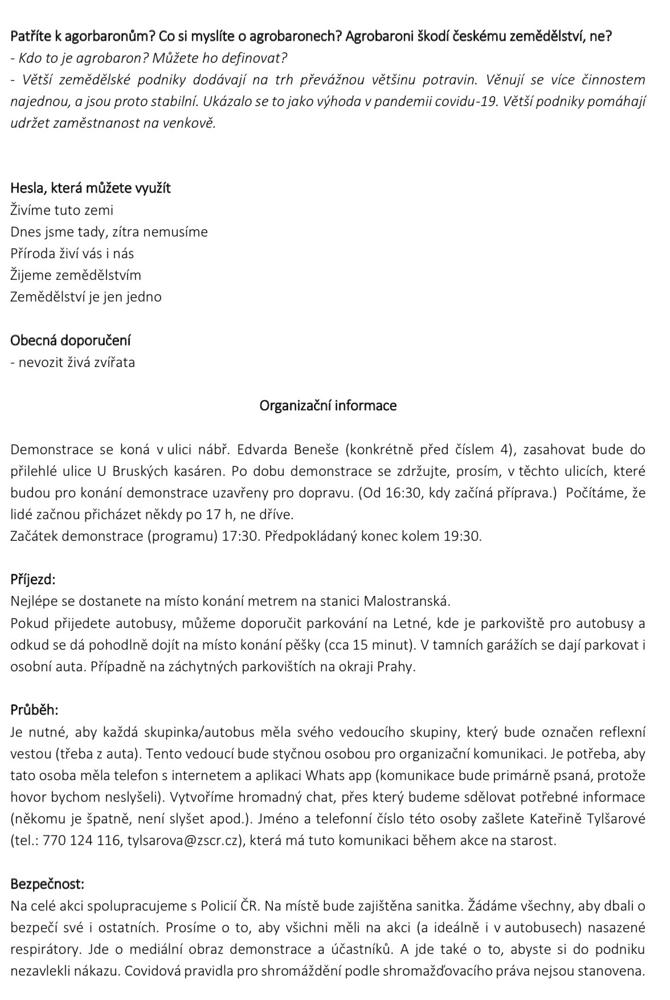 Patříte k agorbaronům? Co si myslíte o agrobaronech? Agrobaroni škodí českému zemědělství, ne?
- Kdo to je agrobaron? Můžete ho definovat?
- Větší zemědělské podniky dodávají na trh převážnou většinu potravin. Věnují se více činnostem
najednou, a jsou proto stabilní. Ukázalo se to jako výhoda v pandemii covidu-19. Větší podniky pomáhají
udržet zaměstnanost na venkově.
Hesla, která můžete využít
Živíme tuto zemi
Dnes jsme tady, zítra nemusíme
Příroda živí vás i nás
Žijeme zemědělstvím
Zemědělství je jen jedno
Obecná doporučení
- nevozit živá zvířata
Organizační informace
Demonstrace se koná v ulici nábř. Edvarda Beneše (konkrétně před číslem 4), zasahovat bude do
přilehlé ulice U Bruských kasáren. Po dobu demonstrace se zdržujte, prosím, v těchto ulicích, které
budou pro konání demonstrace uzavřeny pro dopravu. (Od 16:30, kdy začíná příprava.) Počítáme, že
lidé začnou přicházet někdy po 17 h, ne dříve.
Začátek demonstrace (programu) 17:30. Předpokládaný konec kolem 19:30.
Příjezd:
Nejlépe se dostanete na místo konání metrem na stanici Malostranská.
Pokud přijedete autobusy, můžeme doporučit parkování na Letné, kde je parkoviště pro autobusy a
odkud se dá pohodlně dojít na místo konání pěšky (cca 15 minut). V tamních garážích se dají parkovat i
osobní auta. Případně na záchytných parkovištích na okraji Prahy.
Průběh:
Je nutné, aby každá skupinka/autobus měla svého vedoucího skupiny, který bude označen reflexní
vestou (třeba z auta). Tento vedoucí bude styčnou osobou pro organizační komunikaci. Je potřeba, aby
tato osoba měla telefon s internetem a aplikaci Whats app (komunikace bude primárně psaná, protože
hovor bychom neslyšeli). Vytvoříme hromadný chat, přes který budeme sdělovat potřebné informace
(někomu je špatně, není slyšet apod.). Jméno a telefonní číslo této osoby zašlete Kateřině Tylšarové
(tel.: 770 124 116, tylsarova@zscr.cz), která má tuto komunikaci během akce na starost.
Bezpečnost:
Na celé akci spolupracujeme s Policií ČR. Na místě bude zajištěna sanitka. Žádáme všechny, aby dbali o
bezpečí své i ostatních. Prosíme o to, aby všichni měli na akci (a ideálně i v autobusech) nasazené
respirátory. Jde o mediální obraz demonstrace a účastníků. A jde také o to, abyste si do podniku
nezavlekli nákazu. Covidová pravidla pro shromáždění podle shromažďovacího práva nejsou stanovena.